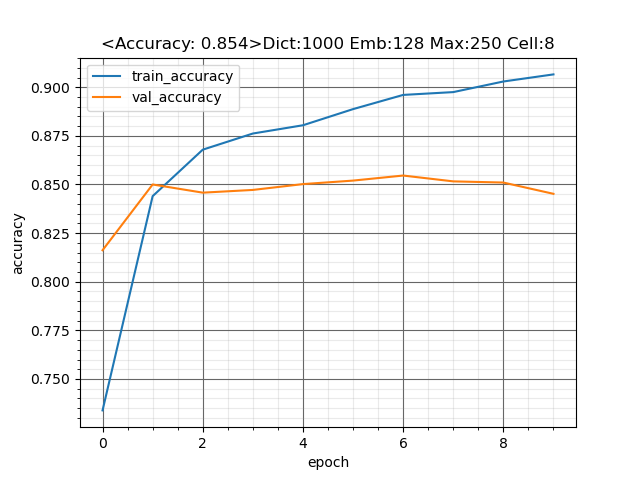 <Accuracy: 0.854>Dict:1000 Emb:128 Max:250 Cell:8
train_accuracy
val_accuracy
0.900
0.875
0.850
0.825
0.800
0.775
0.750
accuracy
0 2 4 6 8
epoch